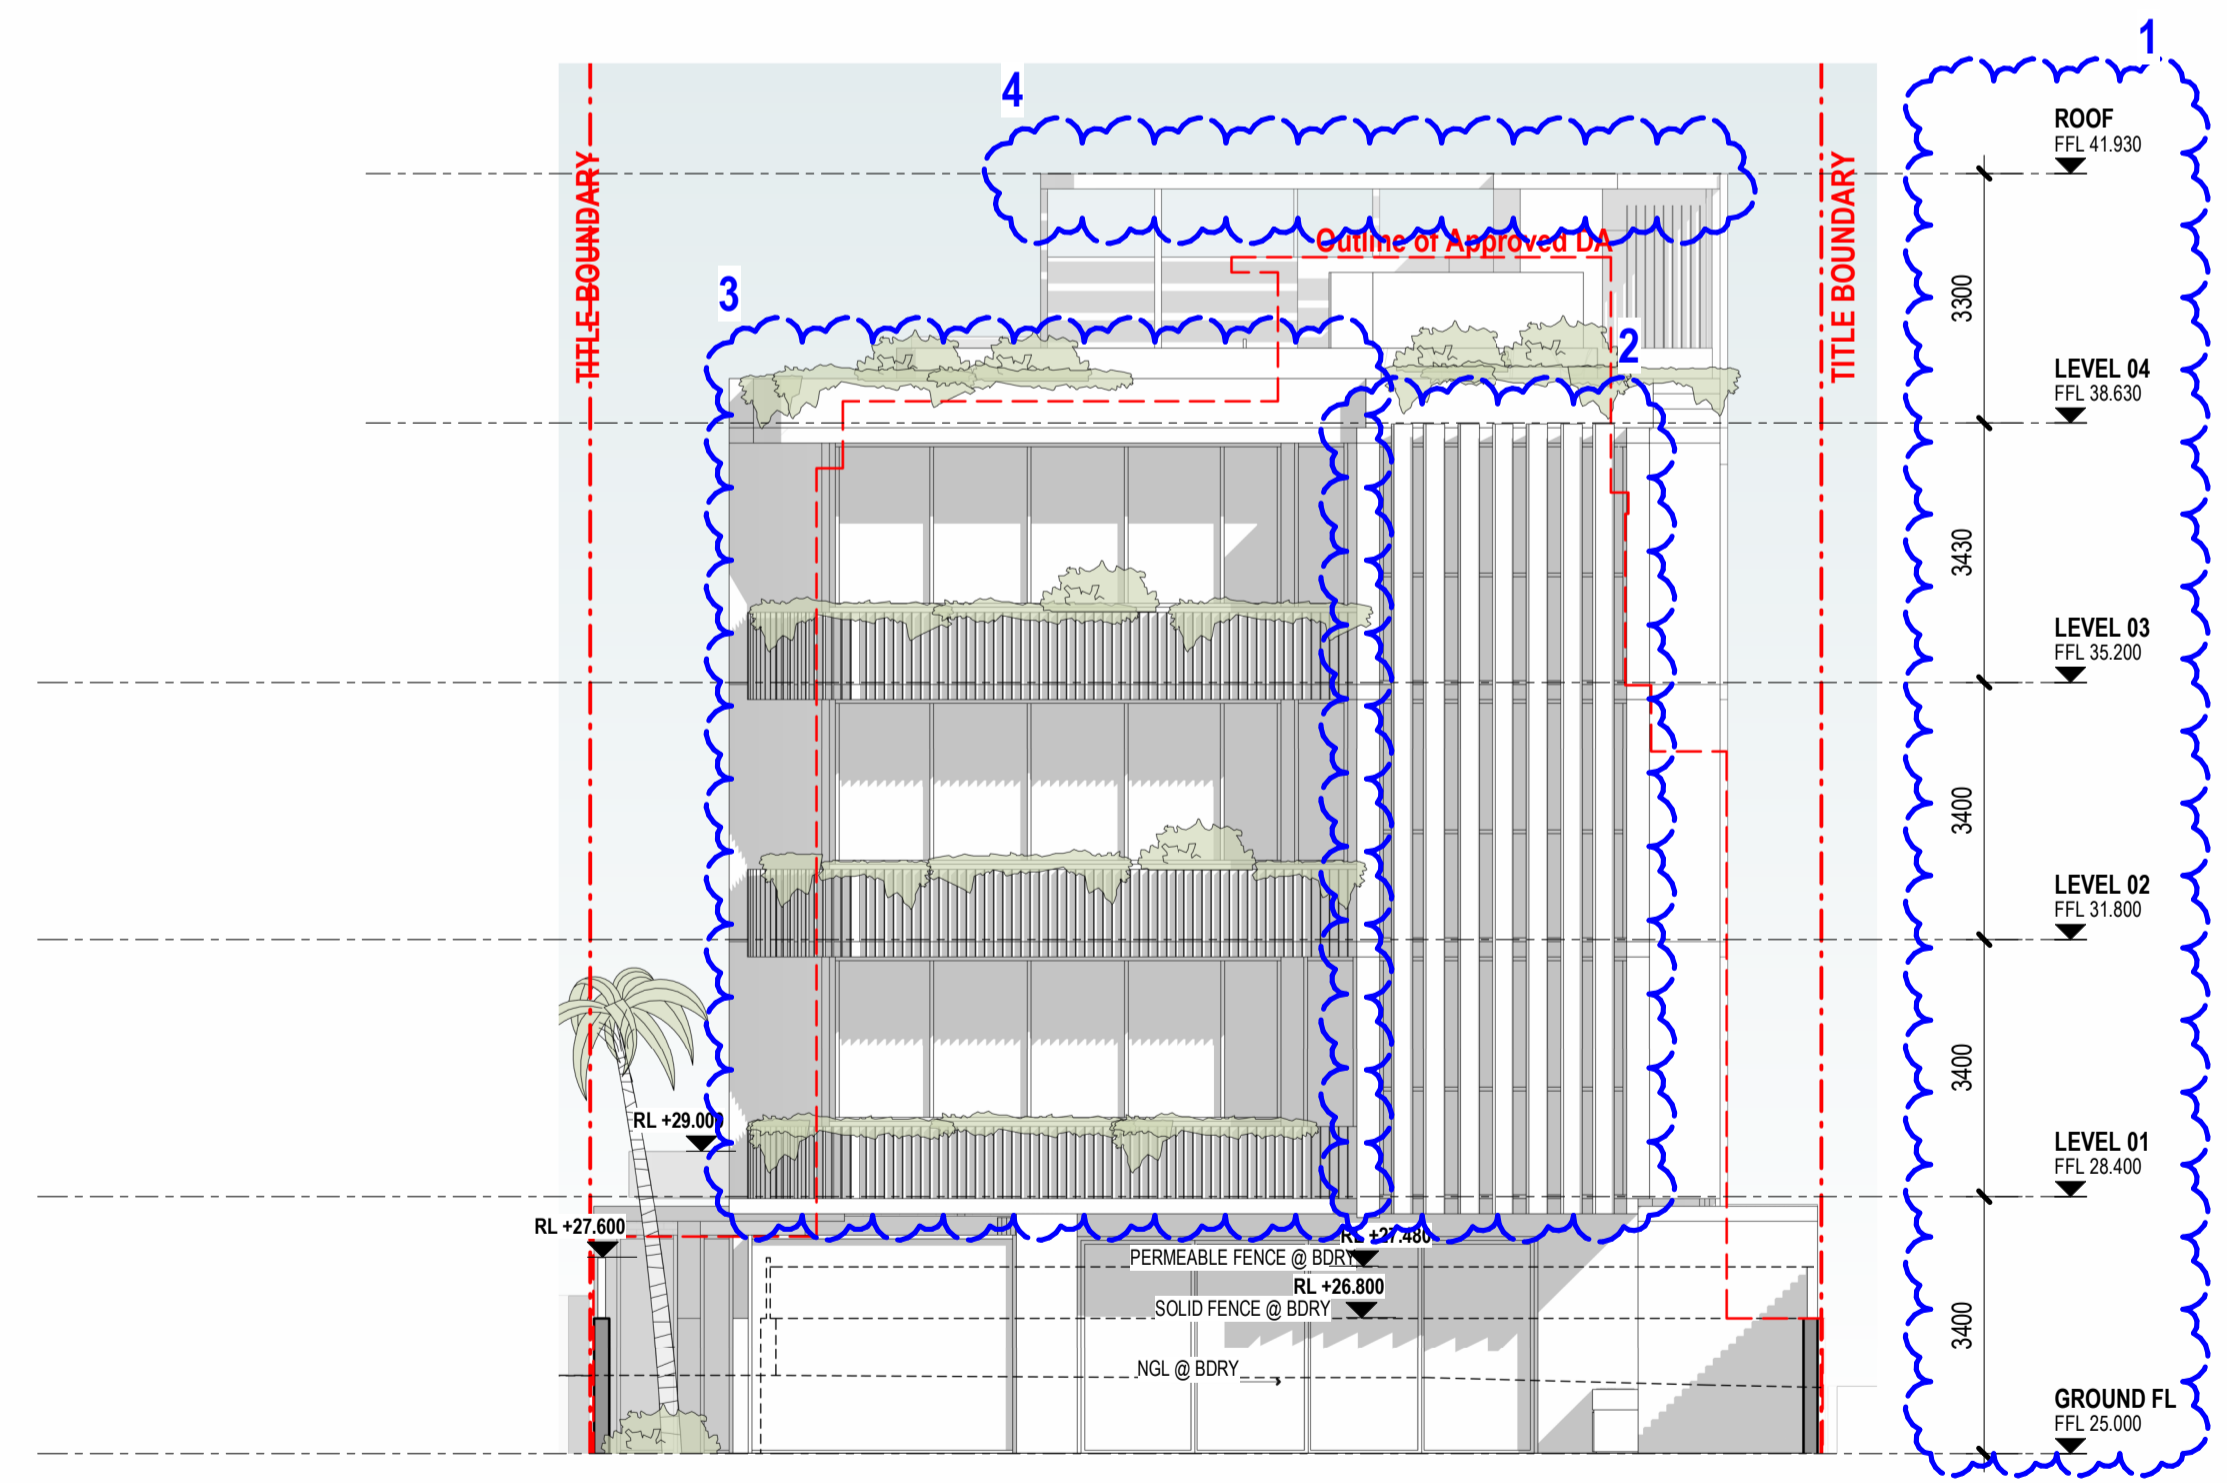 1
4
ROOF
FFL 41.930
TITLE BOUNDARY
TITLE BOUNDARY
Outline of Approved DA
3
3300
2
LEVEL 04
FFL 38.630
3430
LEVEL 03
FFL 35.200
3400
LEVEL 02
FFL 31.800
3400
RL +29.000
LEVEL 01
FFL 28.400
RL +27.600
RL +27.480
PERMEABLE FENCE @ BDRY
RL +26.800
SOLID FENCE @ BDRY
3400
NGL @ BDRY
GROUND FL
FFL 25.000